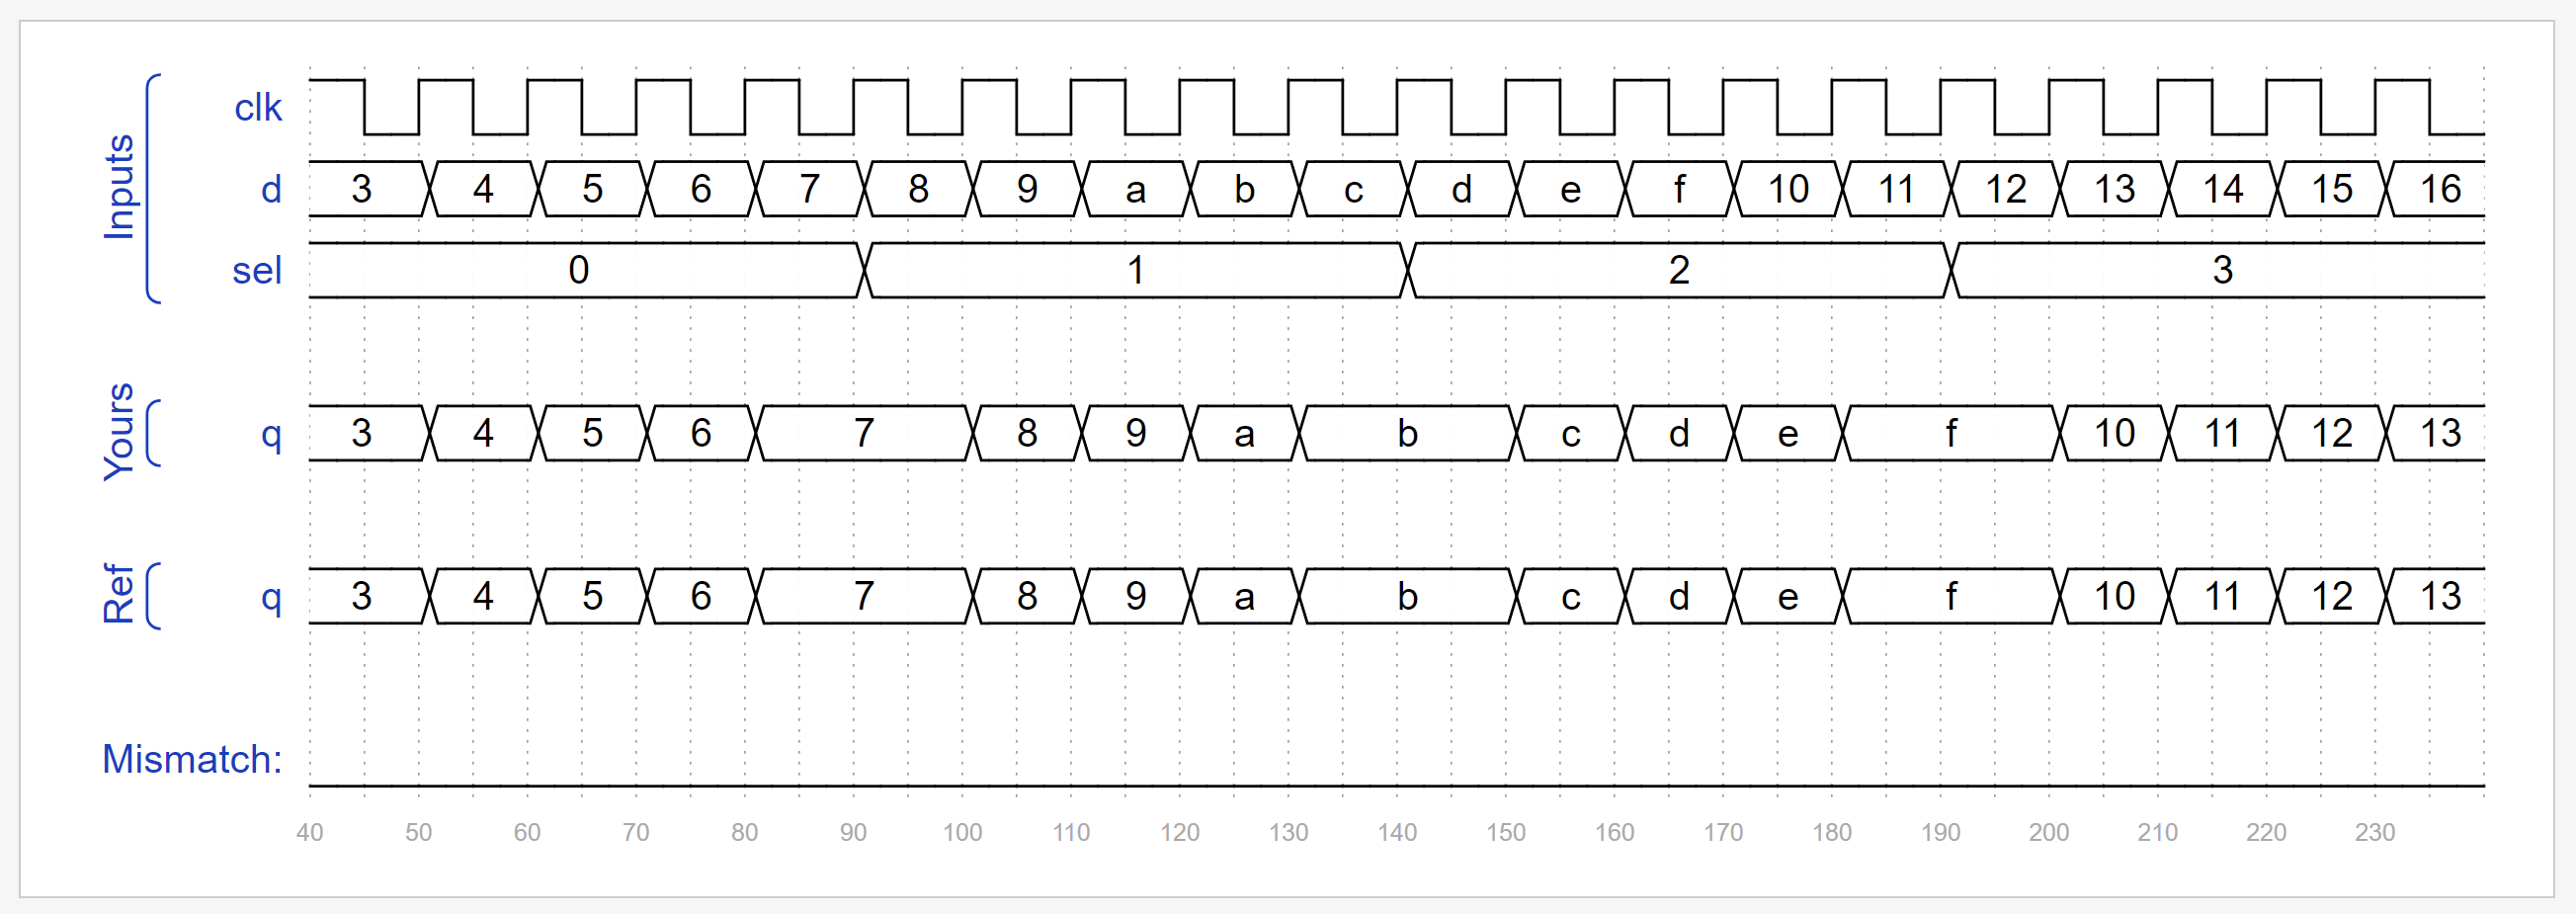 Inputs
clk
d 3 4 5 6 7 8 9 a b c d e f 10 11 12 13 14 15 16
sel 0 1 2 3
Yours
q 3 4 5 6 7 8 9 a b c d e f 10 11 12 13
Ref
q 3 4 5 6 7 8 9 a b c d e f 10 11 12 13
Mismatch:
40 50 60 70 80 90 100 110 120 130 140 150 160 170 180 190 200 210 220 230